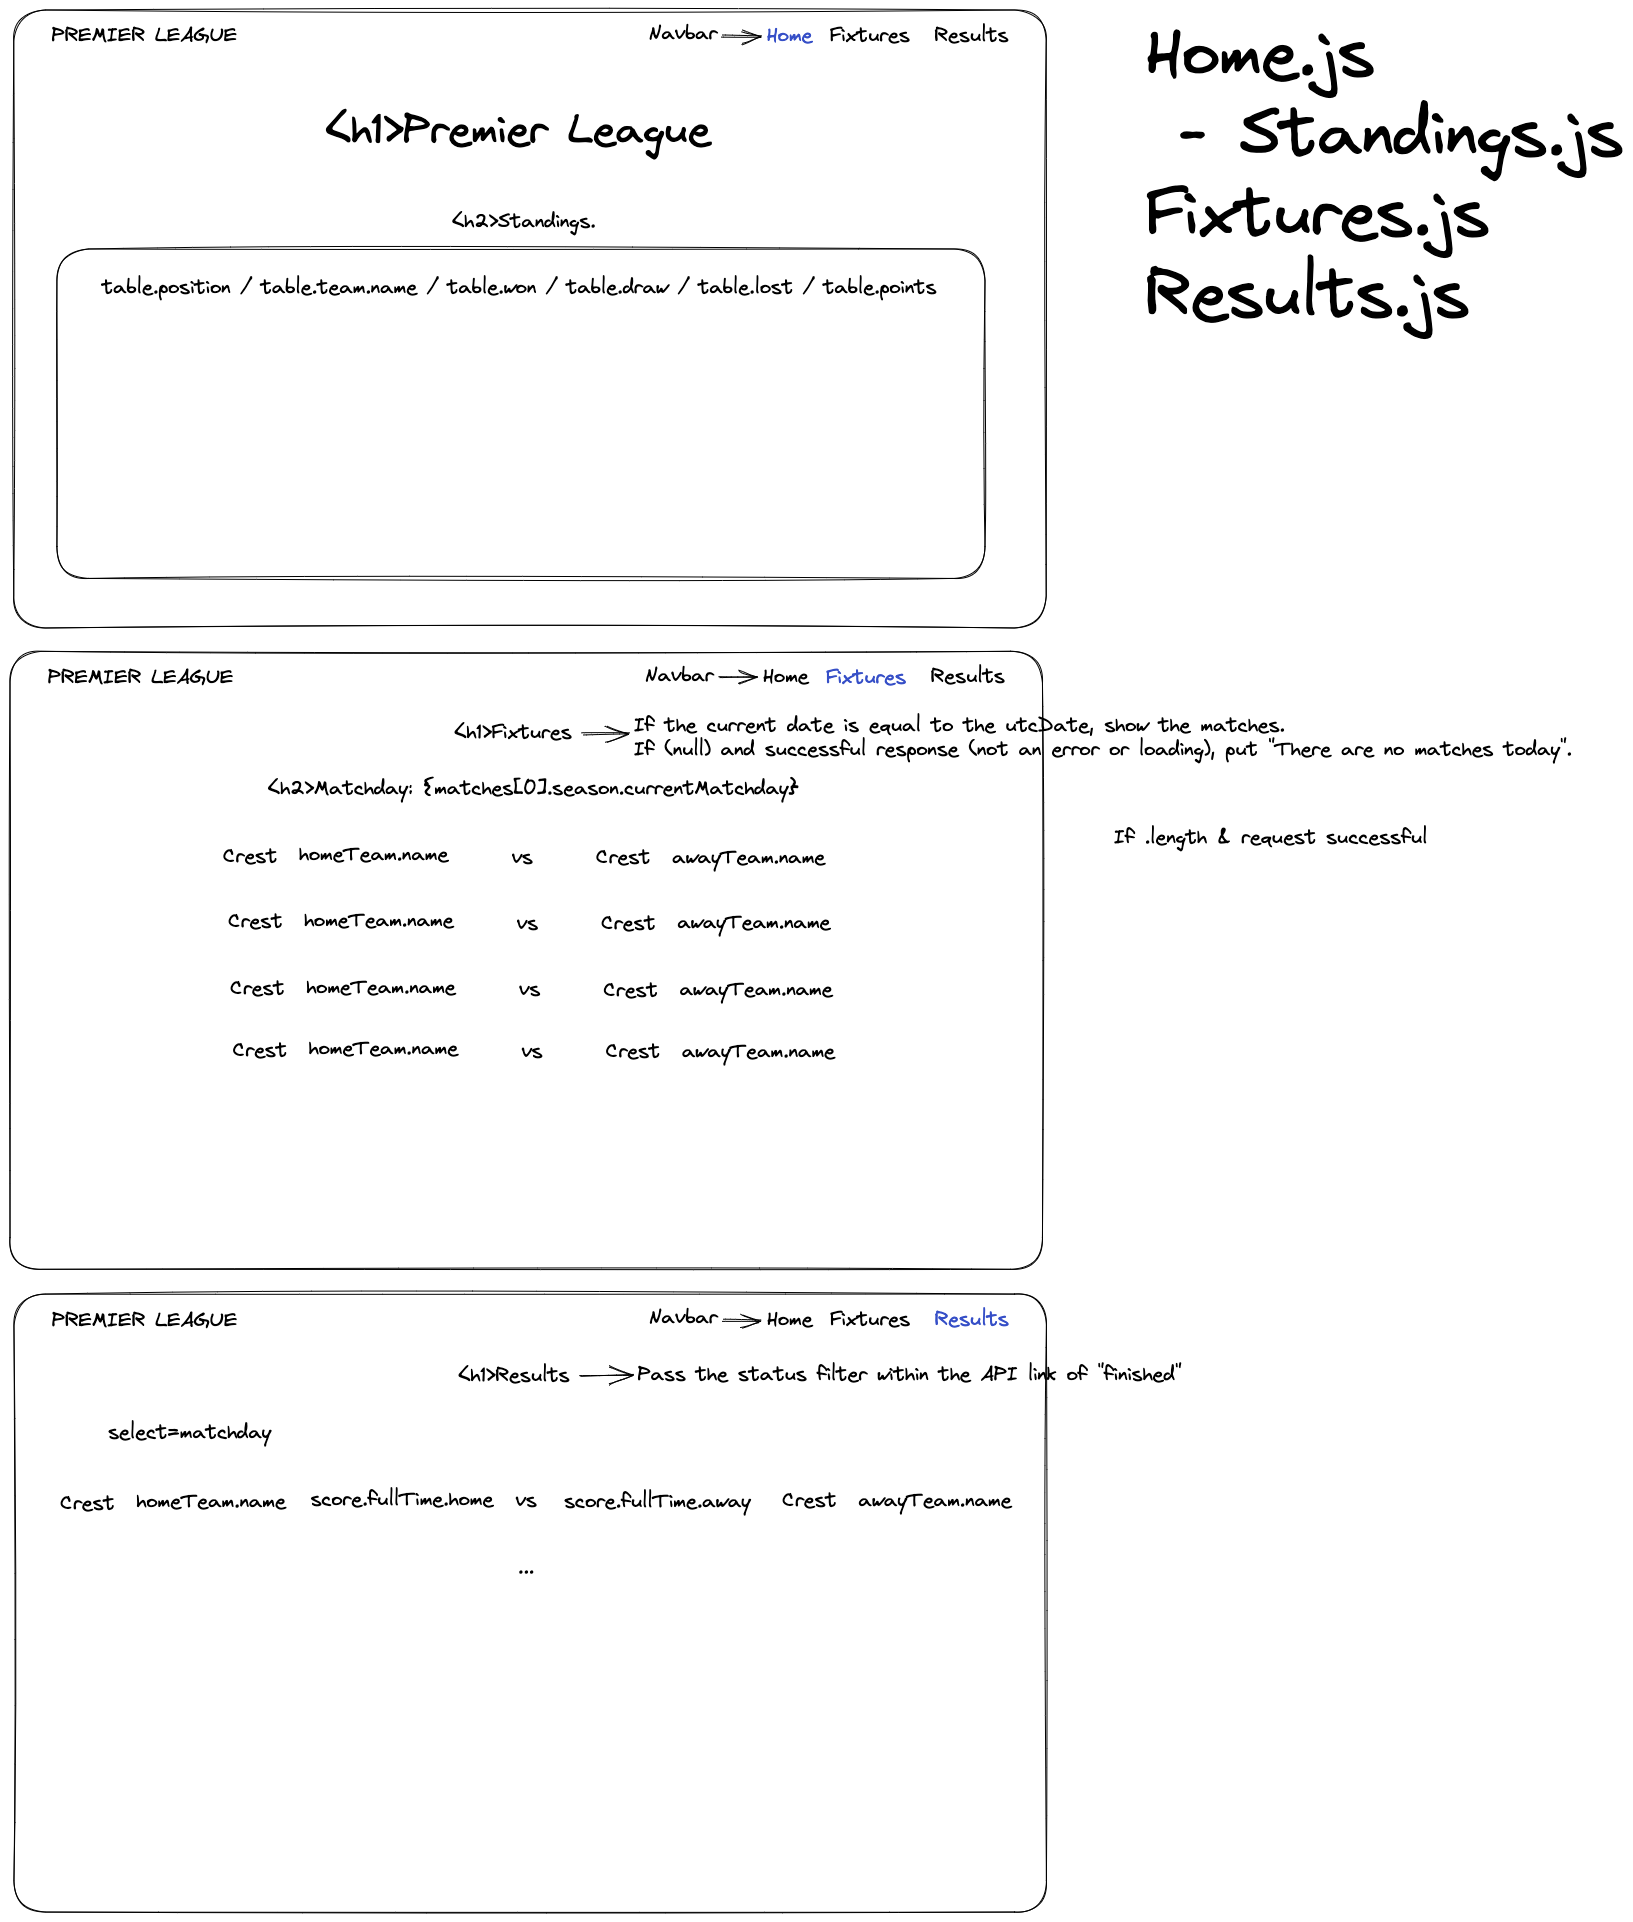 PREMIER LEAGUE
Navbar Home Fixtures Results
<h1>Premier League
<h2>Standings.
table.position / table.team.name / table.won / table.draw / table.lost / table.points
Home.js
- Standings.js
Fixtures.js
Results.js
PREMIER LEAGUE
Navbar Home Fixtures Results
<h1>Fixtures
If the current date is equal to the utcDate, show the matches.
If (null) and successful response (not an error or loading), put "There are no matches today".
<h2>Matchday: {matches[0].season.currentMatchday}
If .length & request successful
Crest homeTeam.name vs Crest awayTeam.name
Crest homeTeam.name vs Crest awayTeam.name
Crest homeTeam.name vs Crest awayTeam.name
Crest homeTeam.name vs Crest awayTeam.name
PREMIER LEAGUE
Navbar Home Fixtures Results
<h1>Results Pass the status filter within the API link of "finished"
select=matchday
Crest homeTeam.name score.fullTime.home vs score.fullTime.away Crest awayTeam.name
...